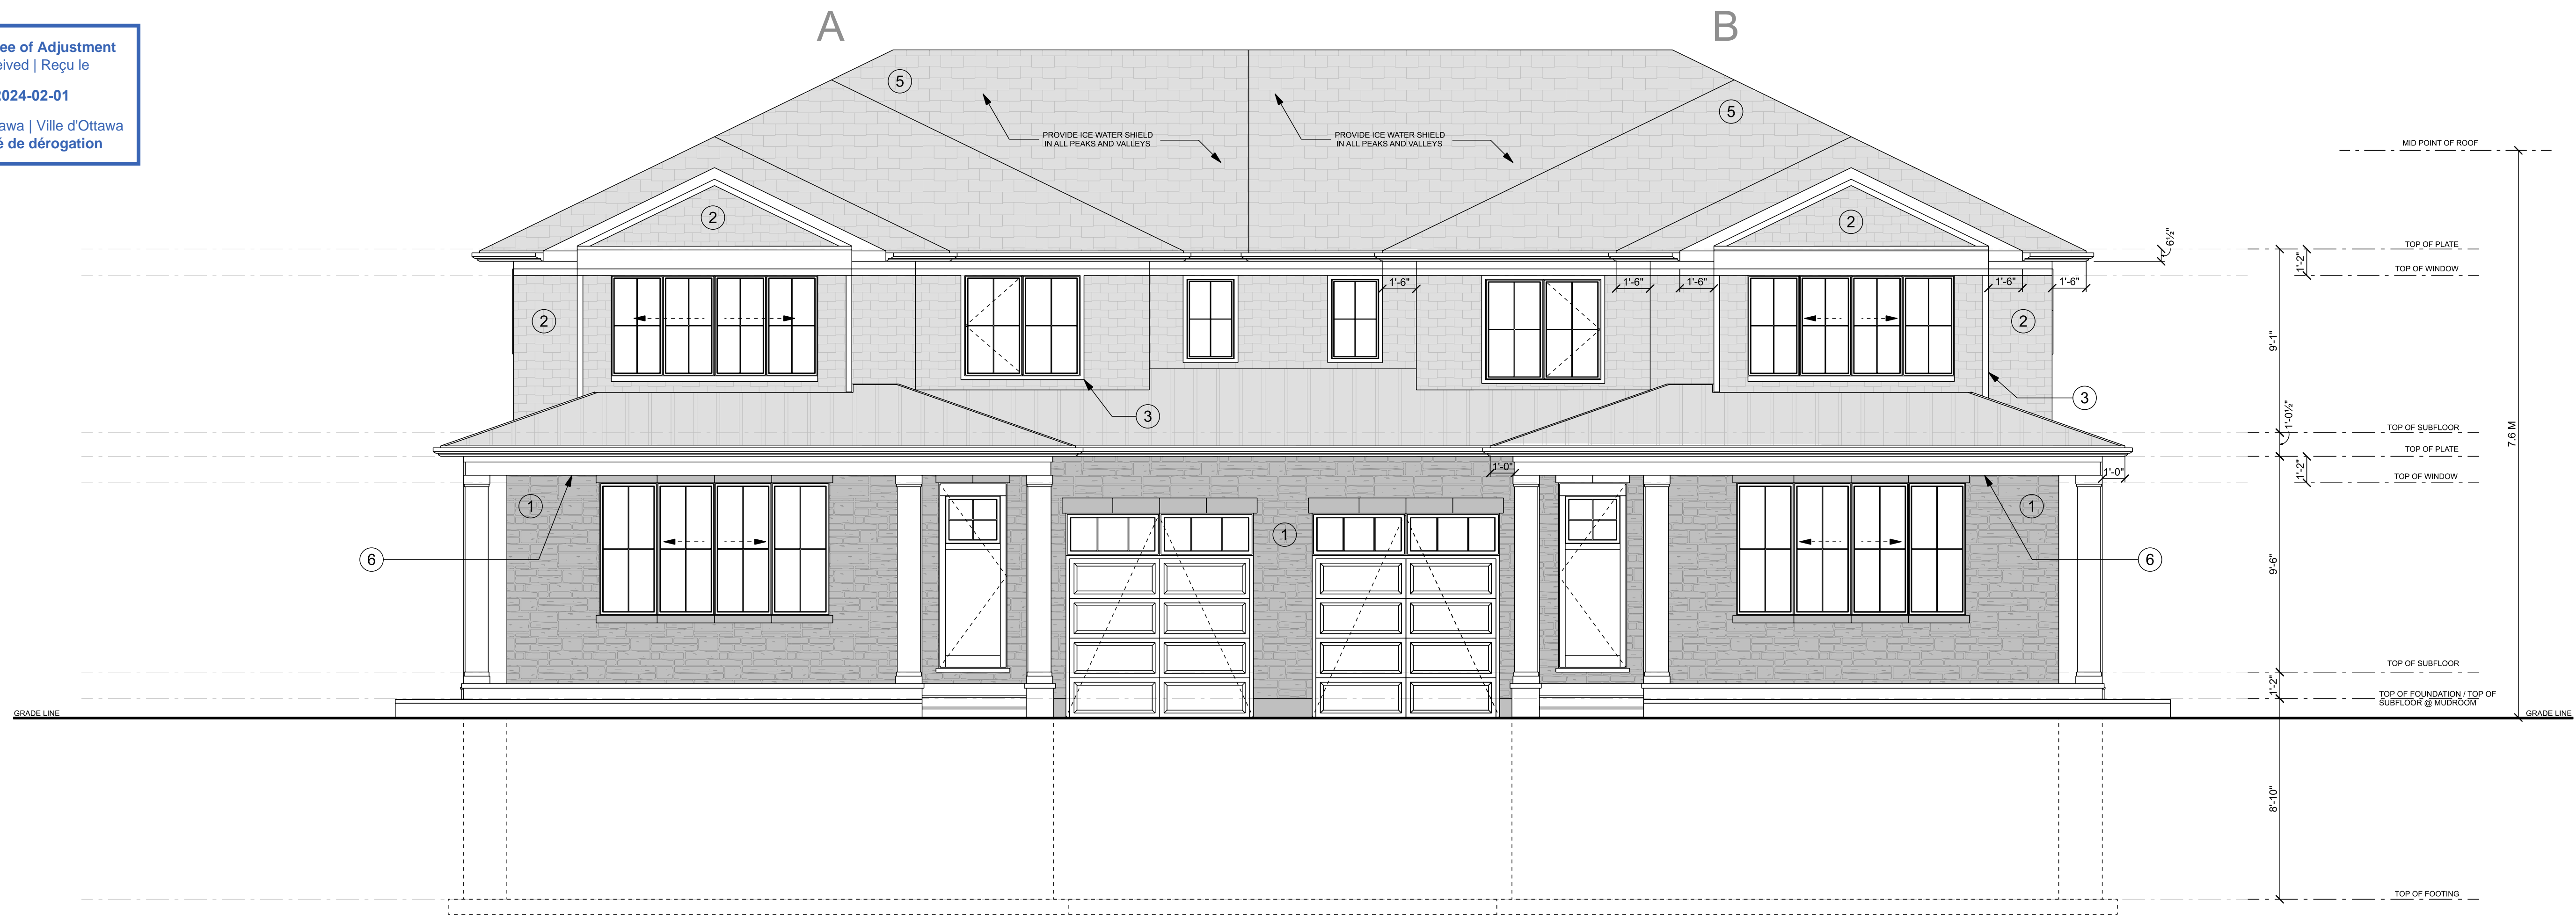 A
B
ee of Adjustment
eived | Reçu le
2024-02-01
awa | Ville d'Ottawa
é de dérogation
5
5
PROVIDE ICE WATER SHIELD
IN ALL PEAKS AND VALLEYS
PROVIDE ICE WATER SHIELD
IN ALL PEAKS AND VALLEYS
MID POINT OF ROOF
2
2
6½"
TOP OF PLATE
1'-2"
TOP OF WINDOW
1'-6"
1'-6"
1'-6"
1'-6"
1'-6"
2
2
9'-1"
3
3
1'-0½"
TOP OF SUBFLOOR
7.6 M
TOP OF PLATE
1'-0"
1'-0"
1'-2"
TOP OF WINDOW
1
1
1
6
6
9'-6"
TOP OF SUBFLOOR
1'-2"
TOP OF FOUNDATION / TOP OF
SUBFLOOR @ MUDROOM
GRADE LINE
GRADE LINE
8'-10"
TOP OF FOOTING